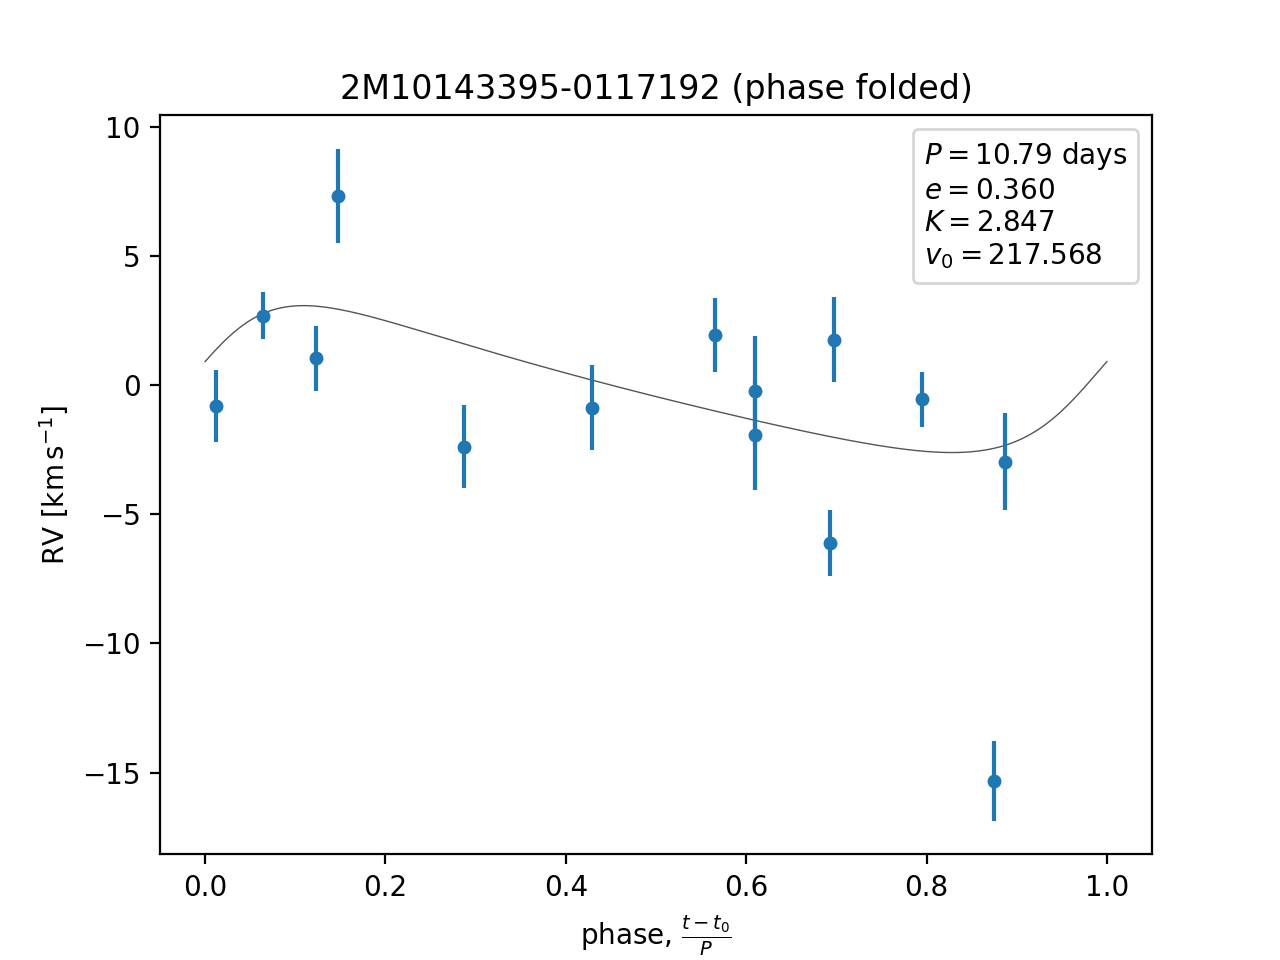 2M10143395-0117192 (phase folded)
P = 10.79 days
e = 0.360
K = 2.847
v₀ = 217.568
10
5
0
−5
−10
−15
RV [km s⁻¹]
0.0 0.2 0.4 0.6 0.8 1.0
phase, (t − t₀)/P